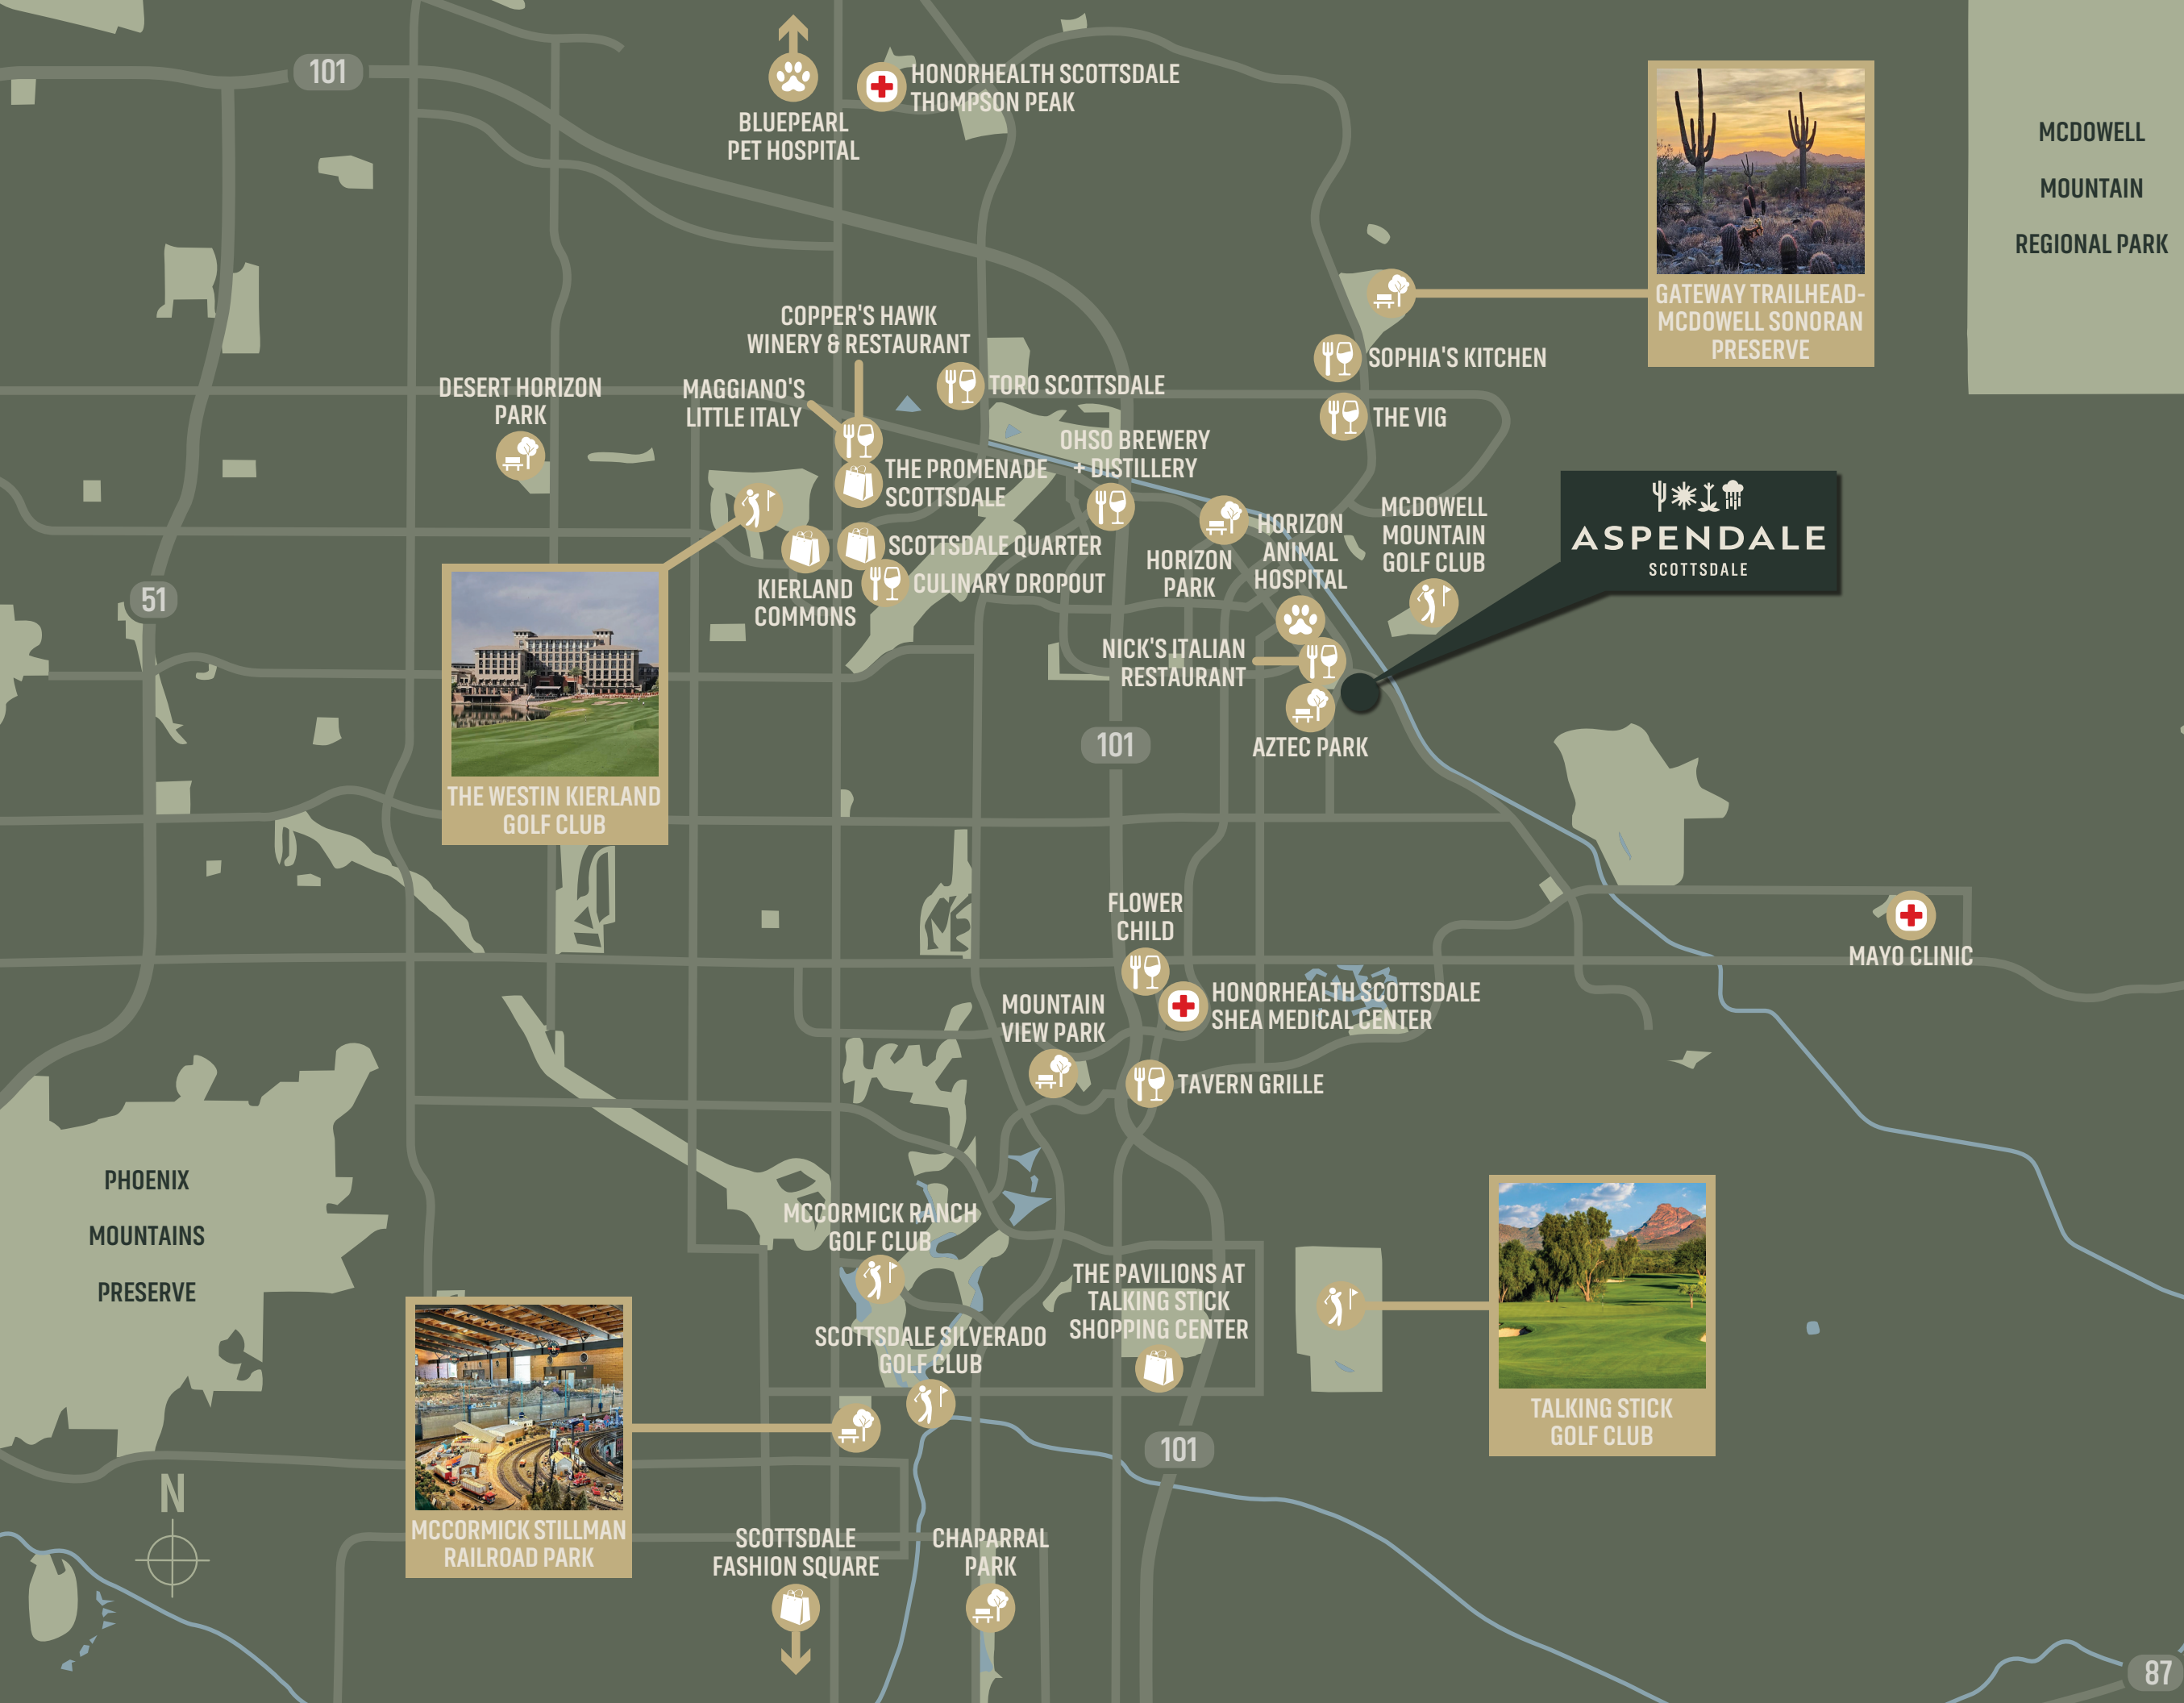 101
HONORHEALTH SCOTTSDALE
THOMPSON PEAK
BLUEPEARL
PET HOSPITAL
MCDOWELL
MOUNTAIN
REGIONAL PARK
GATEWAY TRAILHEAD-
MCDOWELL SONORAN
PRESERVE
COPPER'S HAWK
WINERY & RESTAURANT
SOPHIA'S KITCHEN
DESERT HORIZON
PARK
MAGGIANO'S
LITTLE ITALY
TORO SCOTTSDALE
THE VIG
OHSO BREWERY
+ DISTILLERY
THE PROMENADE
SCOTTSDALE
MCDOWELL
MOUNTAIN
GOLF CLUB
ASPENDALE
SCOTTSDALE
HORIZON
ANIMAL
HOSPITAL
SCOTTSDALE QUARTER
HORIZON
PARK
KIERLAND
COMMONS
CULINARY DROPOUT
51
NICK'S ITALIAN
RESTAURANT
101
AZTEC PARK
THE WESTIN KIERLAND
GOLF CLUB
FLOWER
CHILD
MAYO CLINIC
MOUNTAIN
VIEW PARK
HONORHEALTH SCOTTSDALE
SHEA MEDICAL CENTER
TAVERN GRILLE
PHOENIX
MOUNTAINS
PRESERVE
MCCORMICK RANCH
GOLF CLUB
THE PAVILIONS AT
TALKING STICK
SHOPPING CENTER
SCOTTSDALE SILVERADO
GOLF CLUB
TALKING STICK
GOLF CLUB
101
N
MCCORMICK STILLMAN
RAILROAD PARK
SCOTTSDALE
FASHION SQUARE
CHAPARRAL
PARK
87